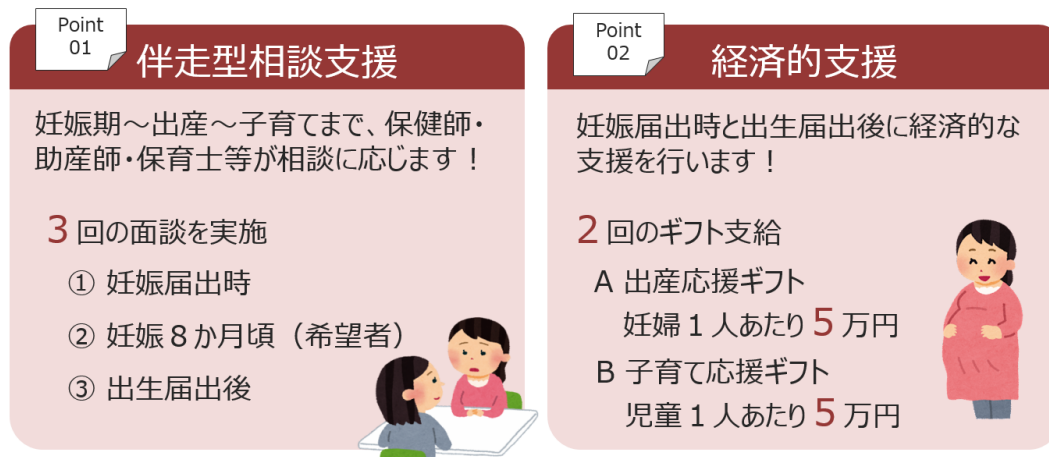 Point
01
伴走型相談支援
妊娠期～出産～子育てまで、保健師・
助産師・保育士等が相談に応じます！
3回の面談を実施
① 妊娠届出時
② 妊娠８か月頃（希望者）
③ 出生届出後
Point
02
経済的支援
妊娠届出時と出生届出後に経済的な
支援を行います！
2回のギフト支給
A 出産応援ギフト
妊婦１人あたり 5 万円
B 子育て応援ギフト
児童１人あたり 5 万円